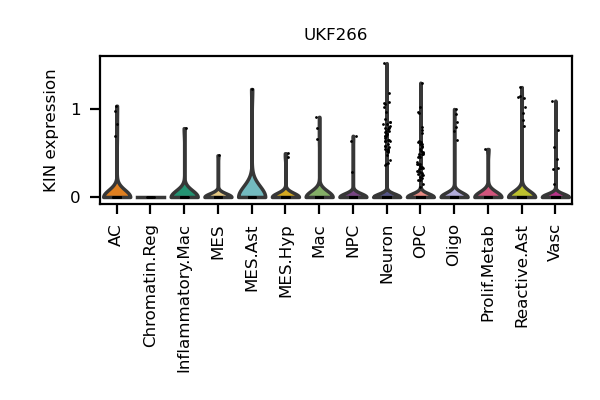 UKF266
KIN expression
1
0
AC
Chromatin.Reg
Inflammatory.Mac
MES
MES.Ast
MES.Hyp
Mac
NPC
Neuron
OPC
Oligo
Prolif.Metab
Reactive.Ast
Vasc